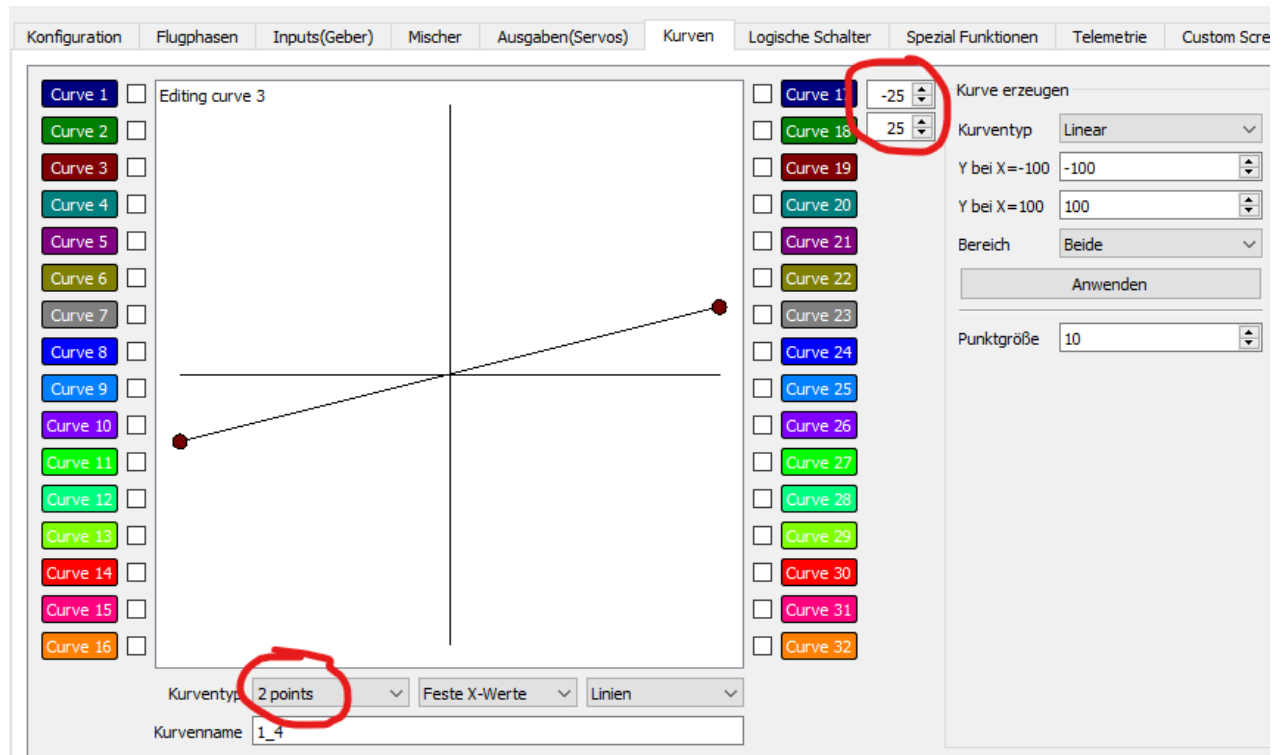 Konfiguration Flugphasen Inputs(Geber) Mischer Ausgaben(Servos) Kurven Logische Schalter Spezial Funktionen Telemetrie Custom Scre
Curve 1 Editing curve 3 Curve 17 -25 Kurve erzeugen
Curve 2 Curve 18 25 Kurventyp Linear
Curve 3 Curve 19 Y bei X=-100 -100
Curve 4 Curve 20 Y bei X=100 100
Curve 5 Curve 21 Bereich Beide
Curve 6 Curve 22 Anwenden
Curve 7 Curve 23
Curve 8 Curve 24 Punktgröße 10
Curve 9 Curve 25
Curve 10 Curve 26
Curve 11 Curve 27
Curve 12 Curve 28
Curve 13 Curve 29
Curve 14 Curve 30
Curve 15 Curve 31
Curve 16 Curve 32
Kurventyp 2 points Feste X-Werte Linien
Kurvenname 1_4